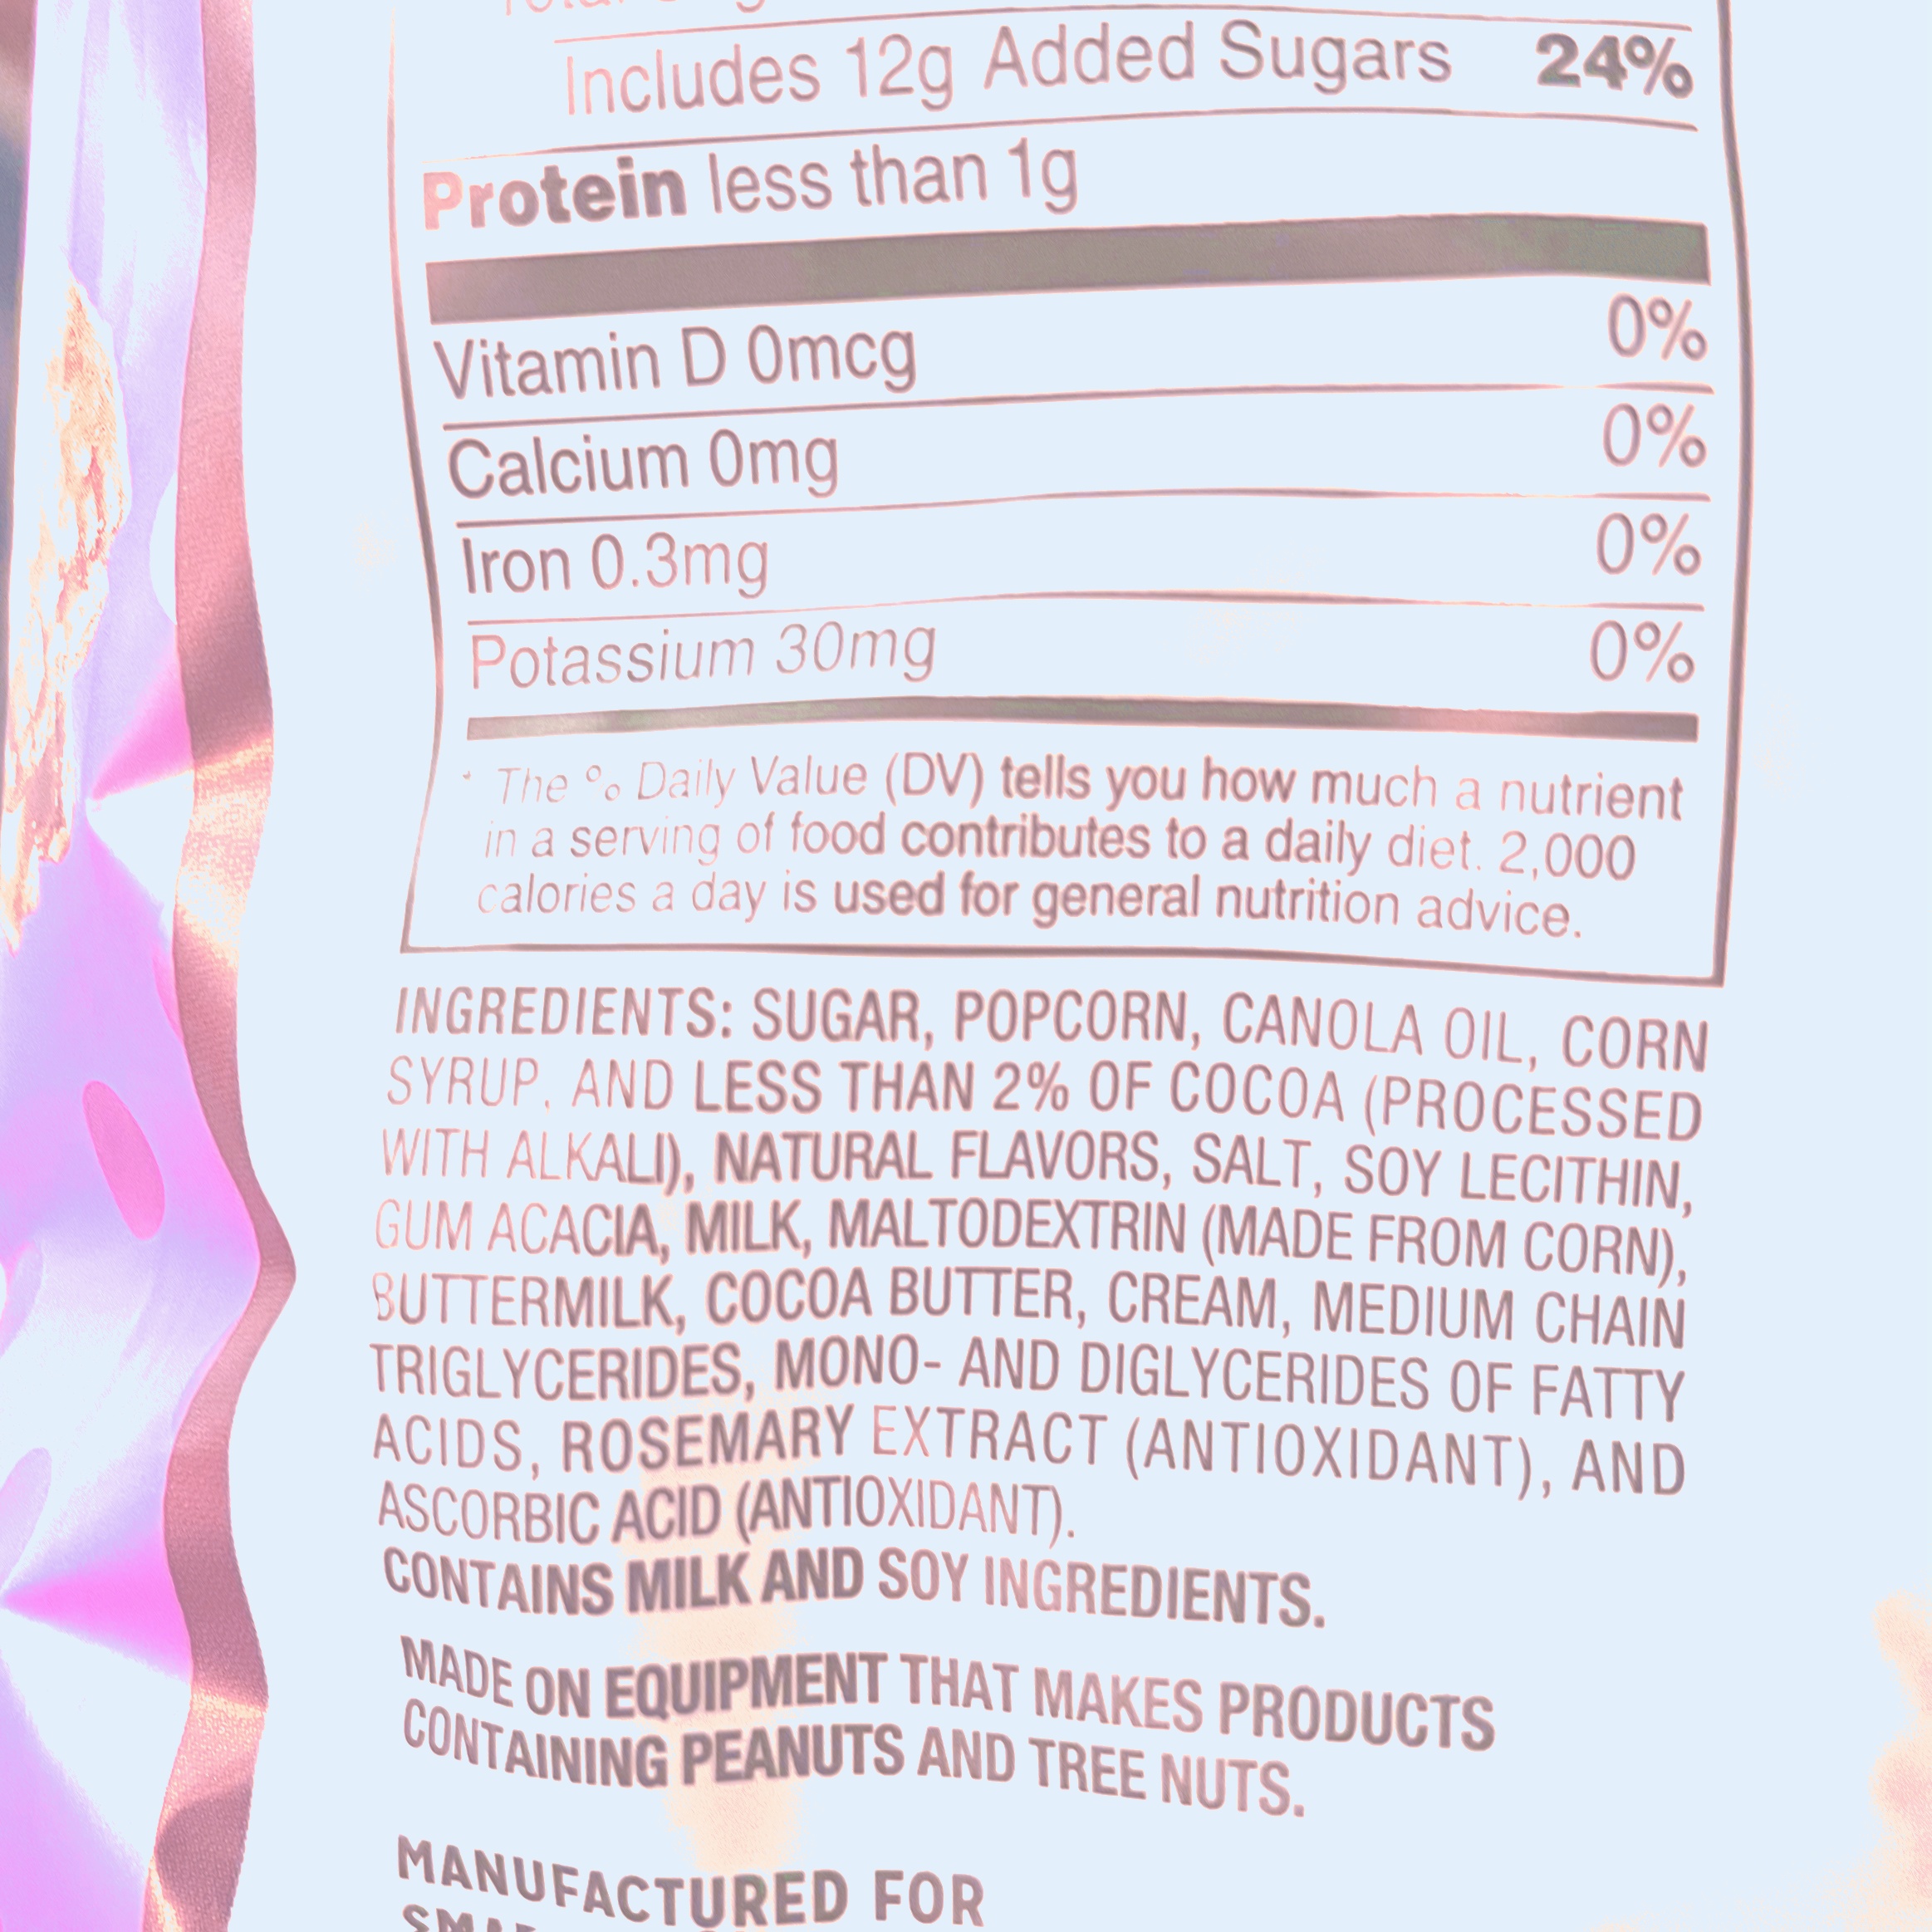 Includes 12g Added Sugars 24%
Protein less than 1g
Vitamin D 0mcg 0%
Calcium 0mg 0%
Iron 0.3mg 0%
Potassium 30mg 0%
* The % Daily Value (DV) tells you how much a nutrient
in a serving of food contributes to a daily diet. 2,000
calories a day is used for general nutrition advice.
INGREDIENTS: SUGAR, POPCORN, CANOLA OIL, CORN
SYRUP, AND LESS THAN 2% OF COCOA (PROCESSED
WITH ALKALI), NATURAL FLAVORS, SALT, SOY LECITHIN,
GUM ACACIA, MILK, MALTODEXTRIN (MADE FROM CORN),
BUTTERMILK, COCOA BUTTER, CREAM, MEDIUM CHAIN
TRIGLYCERIDES, MONO- AND DIGLYCERIDES OF FATTY
ACIDS, ROSEMARY EXTRACT (ANTIOXIDANT), AND
ASCORBIC ACID (ANTIOXIDANT).
CONTAINS MILK AND SOY INGREDIENTS.
MADE ON EQUIPMENT THAT MAKES PRODUCTS
CONTAINING PEANUTS AND TREE NUTS.
MANUFACTURED FOR